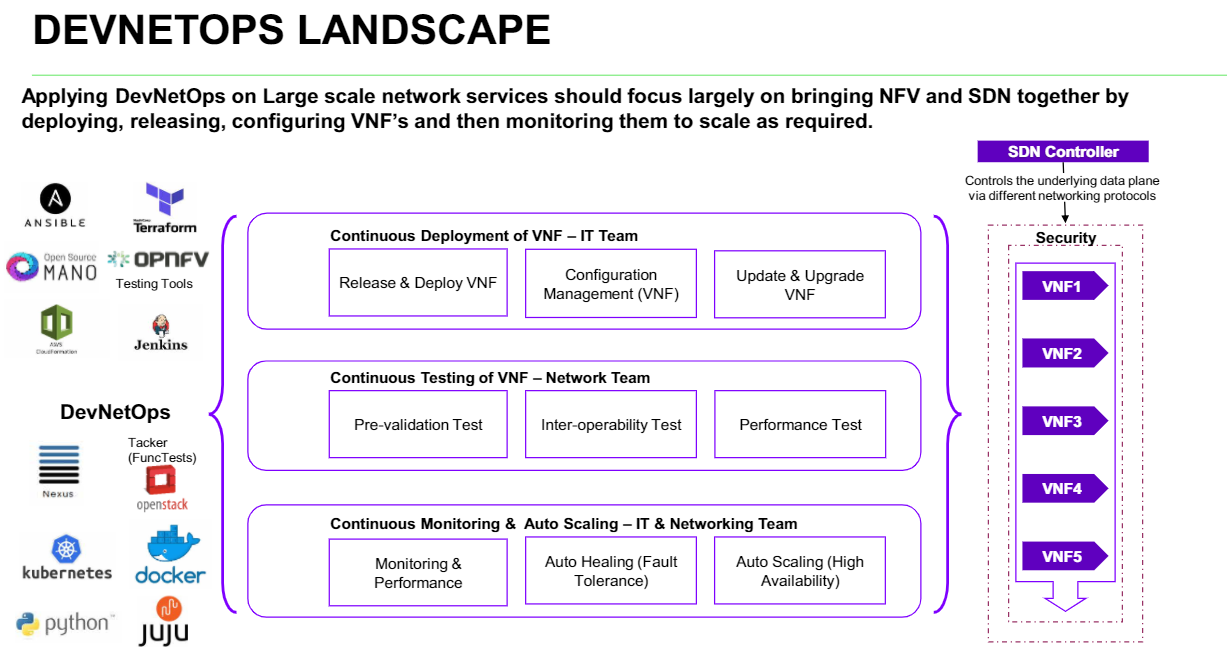 DEVNETOPS LANDSCAPE
Applying DevNetOps on Large scale network services should focus largely on bringing NFV and SDN together by
deploying, releasing, configuring VNF's and then monitoring them to scale as required.
SDN Controller
Controls the underlying data plane
via different networking protocols
ANSIBLE
Terraform
Open Source
MANO
OPNFV
Testing Tools
AWS
CloudFormation
Jenkins
DevNetOps
Nexus
Tacker
(FuncTests)
openstack
kubernetes
docker
python™
JUJU
Continuous Deployment of VNF – IT Team
Release & Deploy VNF
Configuration
Management (VNF)
Update & Upgrade
VNF
Continuous Testing of VNF – Network Team
Pre-validation Test
Inter-operability Test
Performance Test
Continuous Monitoring & Auto Scaling – IT & Networking Team
Monitoring &
Performance
Auto Healing (Fault
Tolerance)
Auto Scaling (High
Availability)
Security
VNF1
VNF2
VNF3
VNF4
VNF5